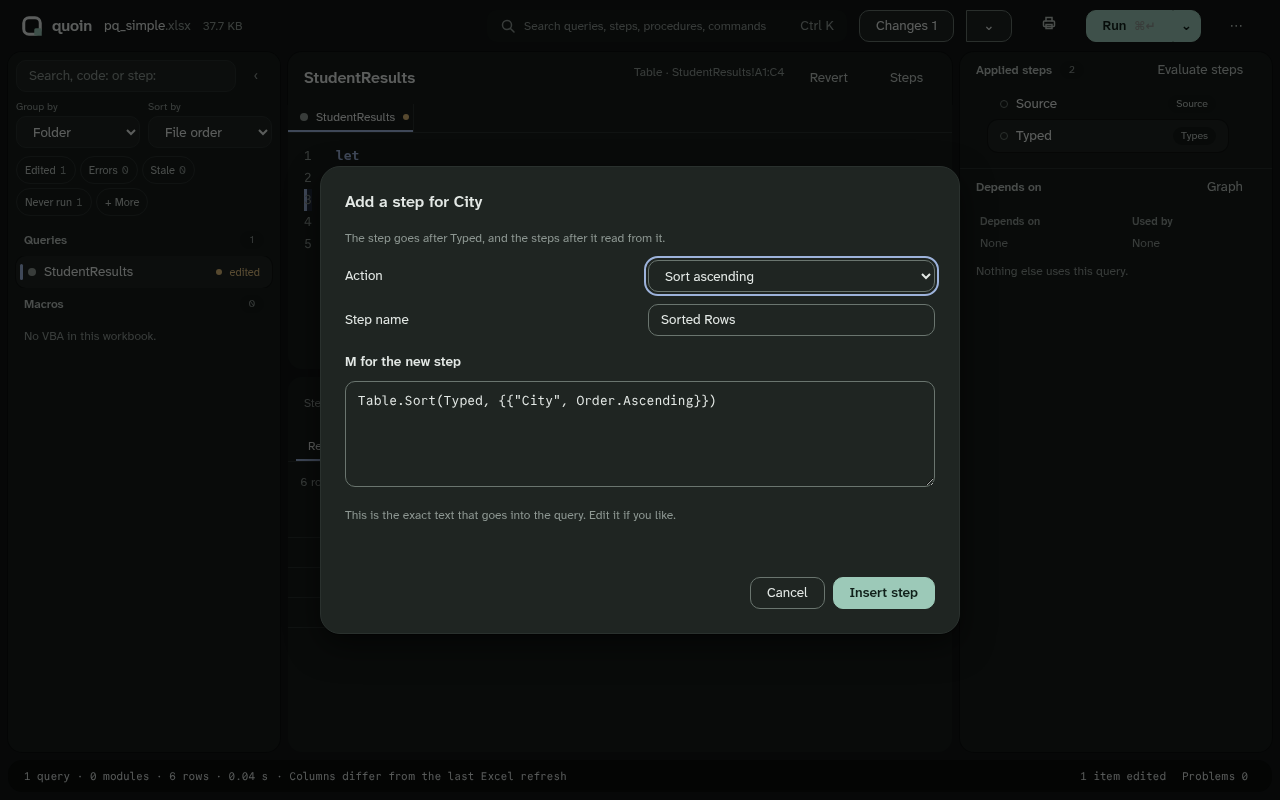 quoin pq_simple.xlsx 37.7 KB
Search queries, steps, procedures, commands Ctrl K
Changes 1
Run ⌘↵
Search, code: or step:
Group by Sort by
Folder File order
Edited 1 Errors 0 Stale 0
Never run 1 + More
Queries 1
StudentResults edited
Macros 0
No VBA in this workbook.
StudentResults Table · StudentResults!A1:C4 Revert Steps
StudentResults
1 let
2
3
4
5
6 ro
Applied steps 2 Evaluate steps
Source Source
Typed Types
Depends on Graph
Depends on Used by
None None
Nothing else uses this query.
Add a step for City
The step goes after Typed, and the steps after it read from it.
Action Sort ascending
Step name Sorted Rows
M for the new step
Table.Sort(Typed, {{"City", Order.Ascending}})
This is the exact text that goes into the query. Edit it if you like.
Cancel Insert step
1 query · 0 modules · 6 rows · 0.04 s · Columns differ from the last Excel refresh
1 item edited Problems 0